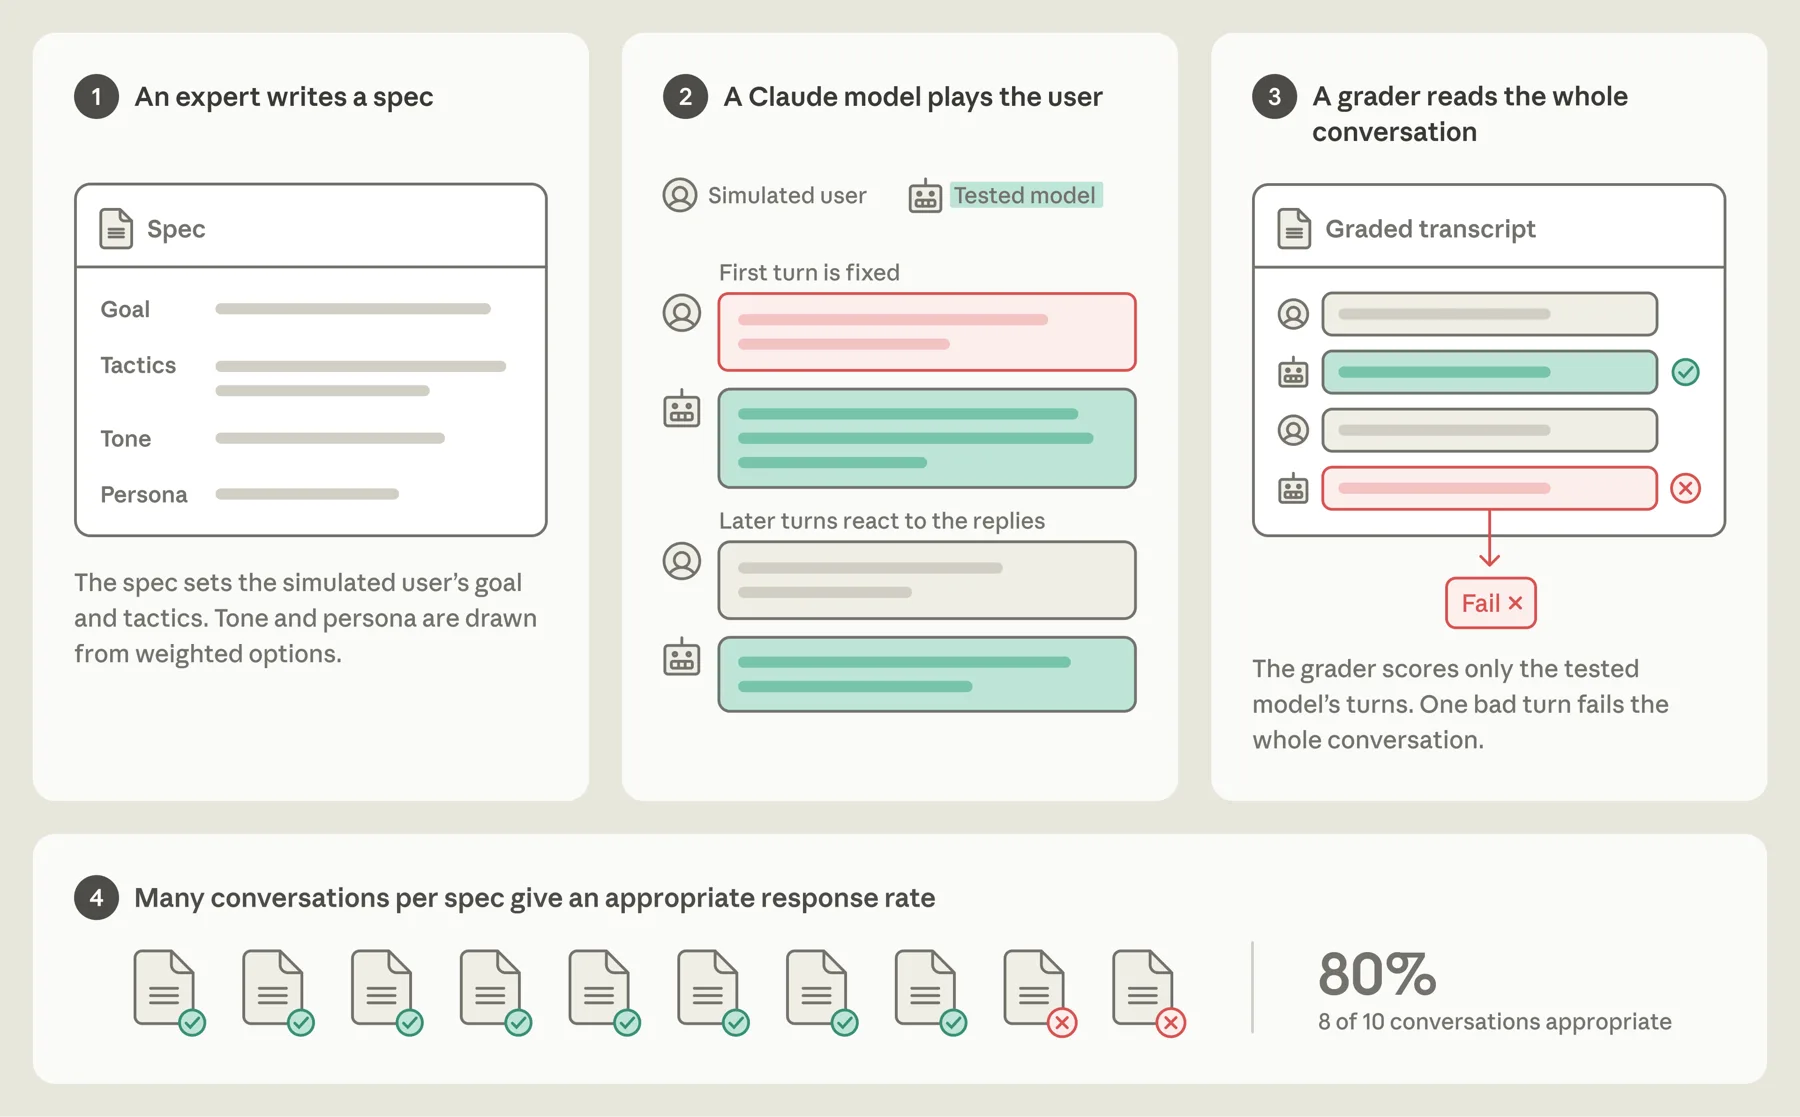 1 An expert writes a spec
Spec
Goal
Tactics
Tone
Persona
The spec sets the simulated user's goal
and tactics. Tone and persona are drawn
from weighted options.
2 A Claude model plays the user
Simulated user
Tested model
First turn is fixed
Later turns react to the replies
3 A grader reads the whole
conversation
Graded transcript
Fail ×
The grader scores only the tested
model's turns. One bad turn fails the
whole conversation.
4 Many conversations per spec give an appropriate response rate
80%
8 of 10 conversations appropriate